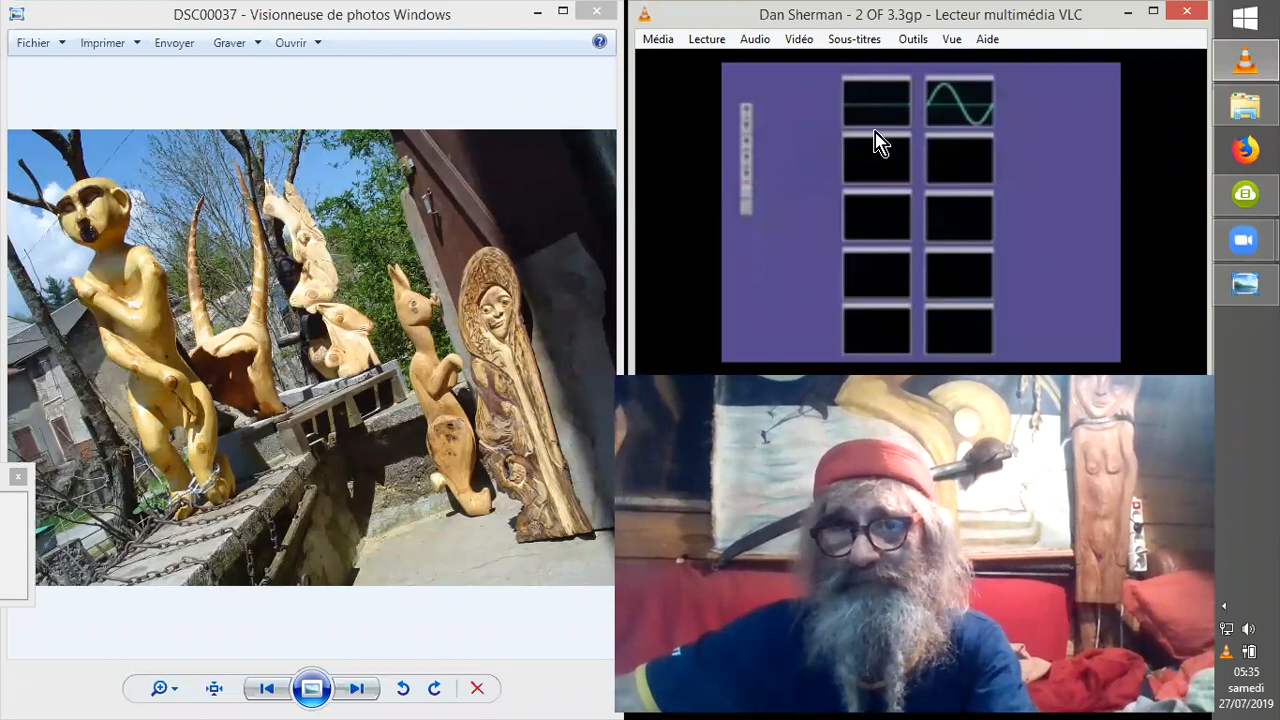 DSC00037 - Visionneuse de photos Windows
Fichier Imprimer Envoyer Graver Ouvrir
Dan Sherman - 2 OF 3.3gp - Lecteur multimédia VLC
Média Lecture Audio Vidéo Sous-titres Outils Vue Aide
05:35
samedi
27/07/2019